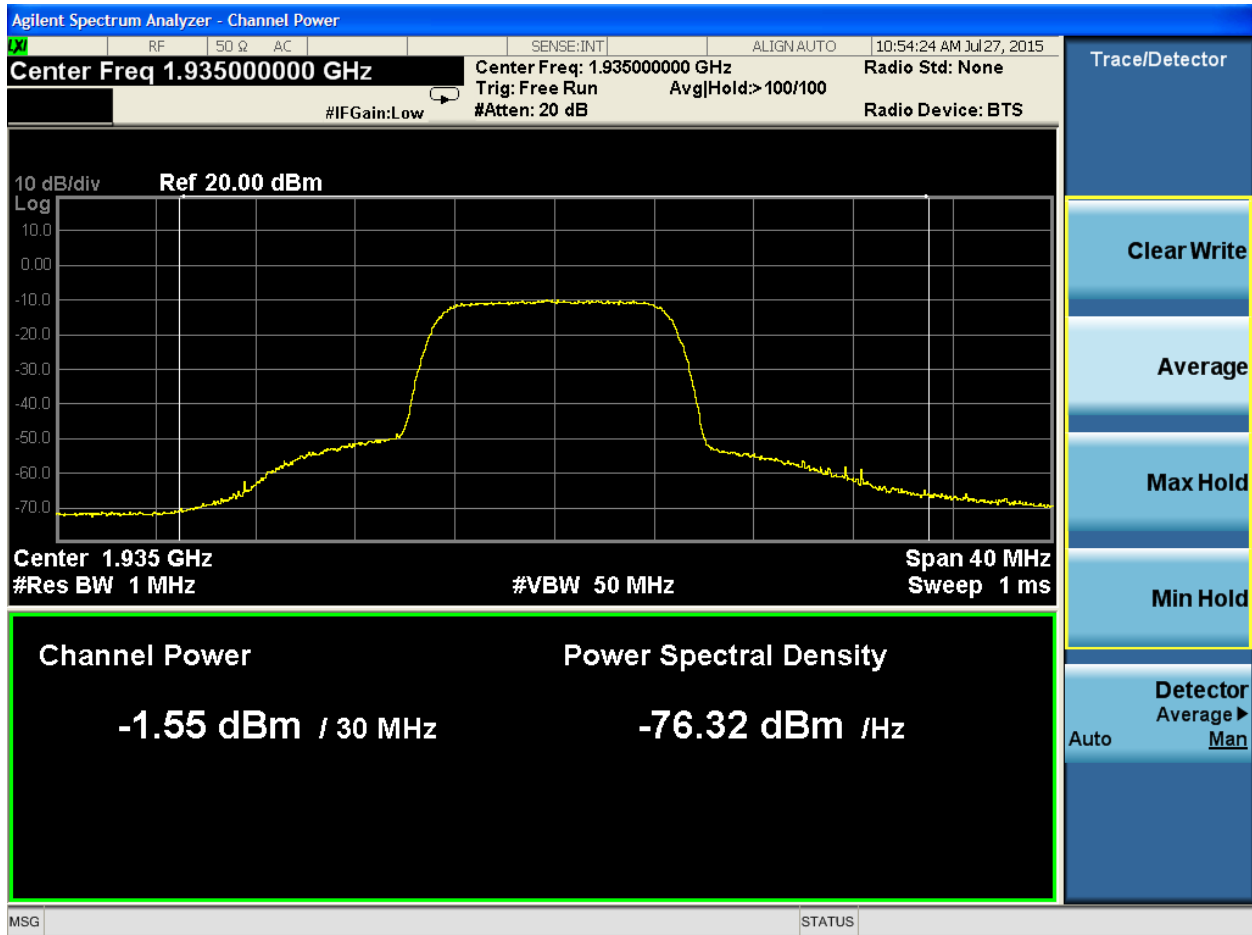 Agilent Spectrum Analyzer - Channel Power
LXI RF 50 Ω AC SENSE:INT ALIGN AUTO 10:54:24 AM Jul 27, 2015
Center Freq 1.935000000 GHz
#IFGain:Low
Center Freq: 1.935000000 GHz
Trig: Free Run Avg|Hold:> 100/100
#Atten: 20 dB
Radio Std: None
Radio Device: BTS
10 dB/div Ref 20.00 dBm
Log
10.0
0.00
-10.0
-20.0
-30.0
-40.0
-50.0
-60.0
-70.0
Center 1.935 GHz Span 40 MHz
#Res BW 1 MHz #VBW 50 MHz Sweep 1 ms
Channel Power Power Spectral Density
-1.55 dBm / 30 MHz -76.32 dBm /Hz
Trace/Detector
Clear Write
Average
Max Hold
Min Hold
Detector
Average
Auto Man
MSG STATUS